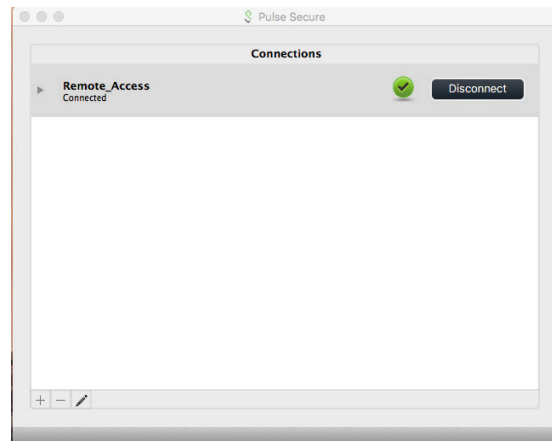 Pulse Secure
Connections
Remote_Access
Connected
Disconnect